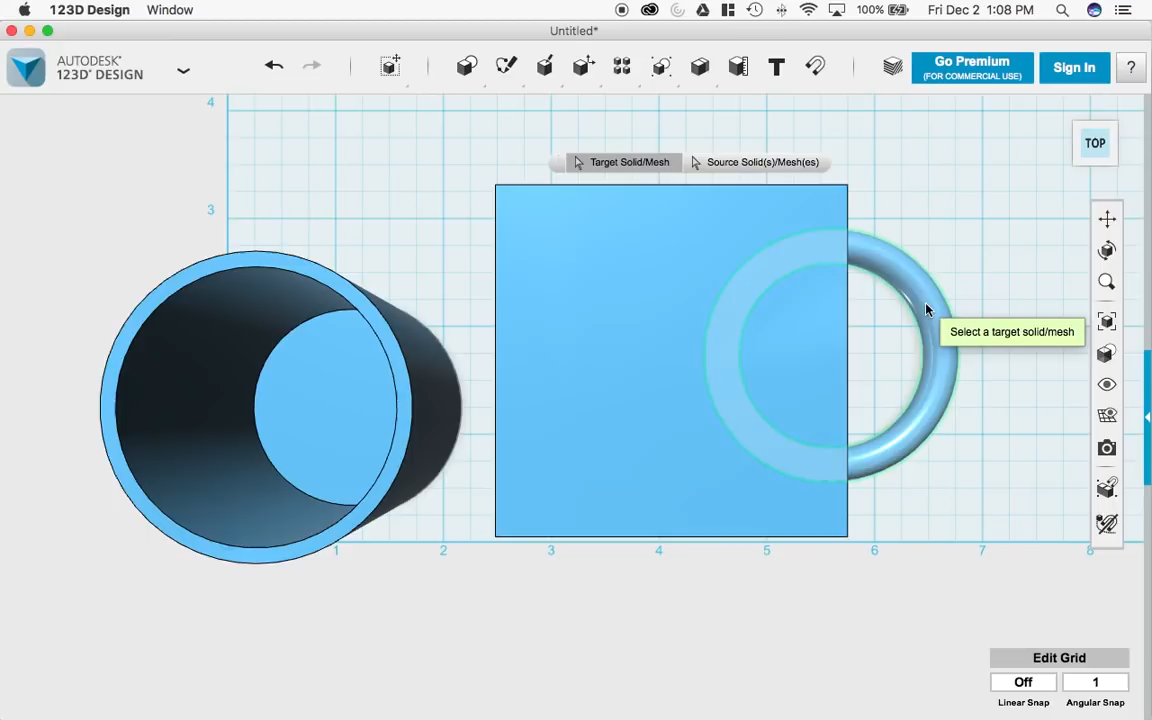 123D Design Window 100% Fri Dec 2 1:08 PM
Untitled*
AUTODESK®
123D® DESIGN
Go Premium
(FOR COMMERCIAL USE)
Sign In
?
4
TOP
Target Solid/Mesh Source Solid(s)/Mesh(es)
3
Select a target solid/mesh
1 2 3 4 5 6 7 8
Edit Grid
Off 1
Linear Snap Angular Snap